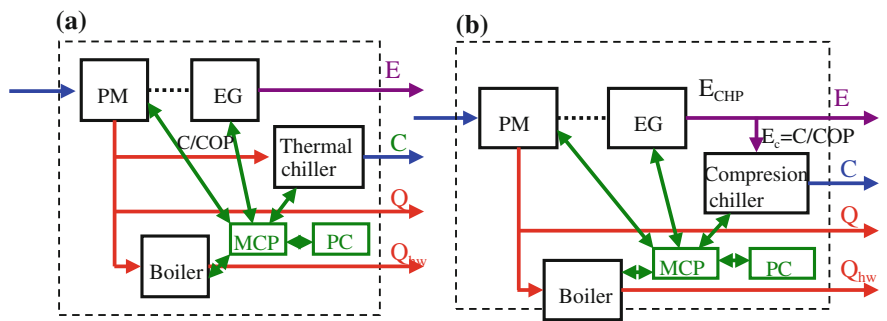 (a)
PM
EG
E
C/COP
Thermal
chiller
C
Q
MCP
PC
Boiler
Qhw
(b)
PM
EG
ECHP
E
Ec=C/COP
Compresion
chiller
C
Q
MCP
PC
Boiler
Qhw